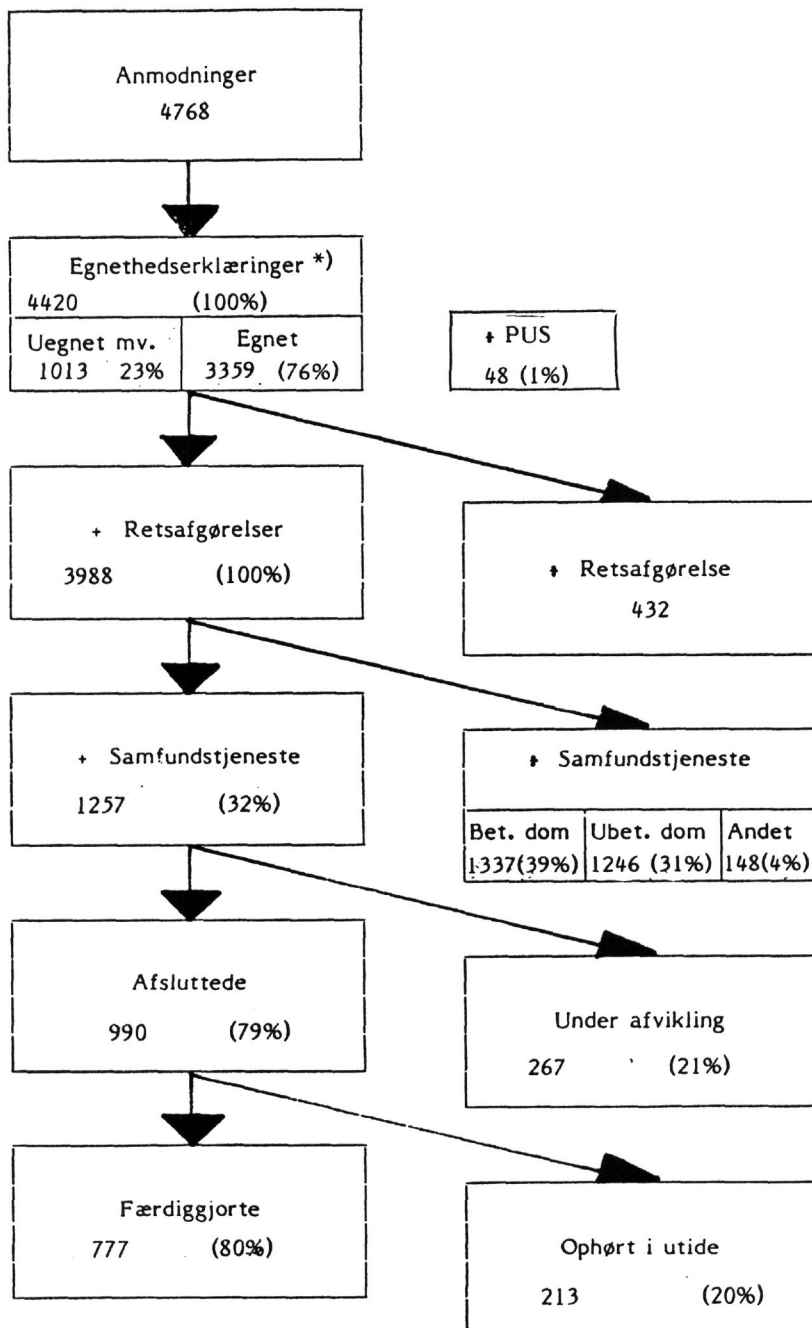 Anmodninger
4768
Egnethedserklæringer *)
4420 (100%)
Uegnet mv. Egnet
1013 23% 3359 (76%)
+ PUS
48 (1%)
+ Retsafgørelser
3988 (100%)
+ Retsafgørelse
432
+ Samfundstjeneste
1257 (32%)
+ Samfundstjeneste
Bet. dom Ubet. dom Andet
1337(39%) 1246 (31%) 148(4%)
Afsluttede
990 (79%)
Under afvikling
267 (21%)
Færdiggjorte
777 (80%)
Ophørt i utide
213 (20%)